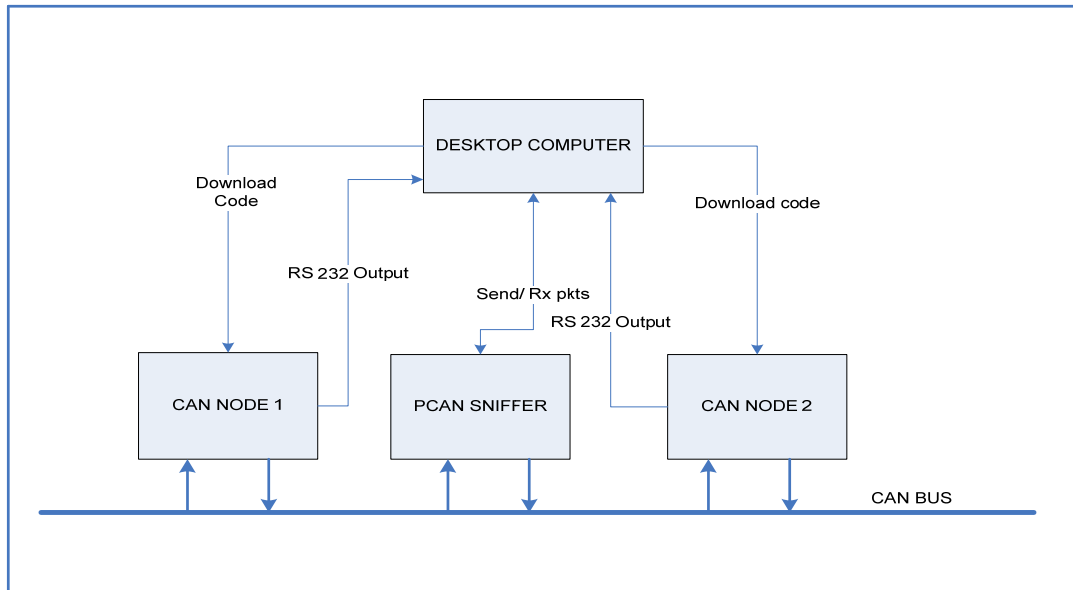 DESKTOP COMPUTER
Download
Code
Download code
RS 232 Output
Send/ Rx pkts
RS 232 Output
CAN NODE 1
PCAN SNIFFER
CAN NODE 2
CAN BUS